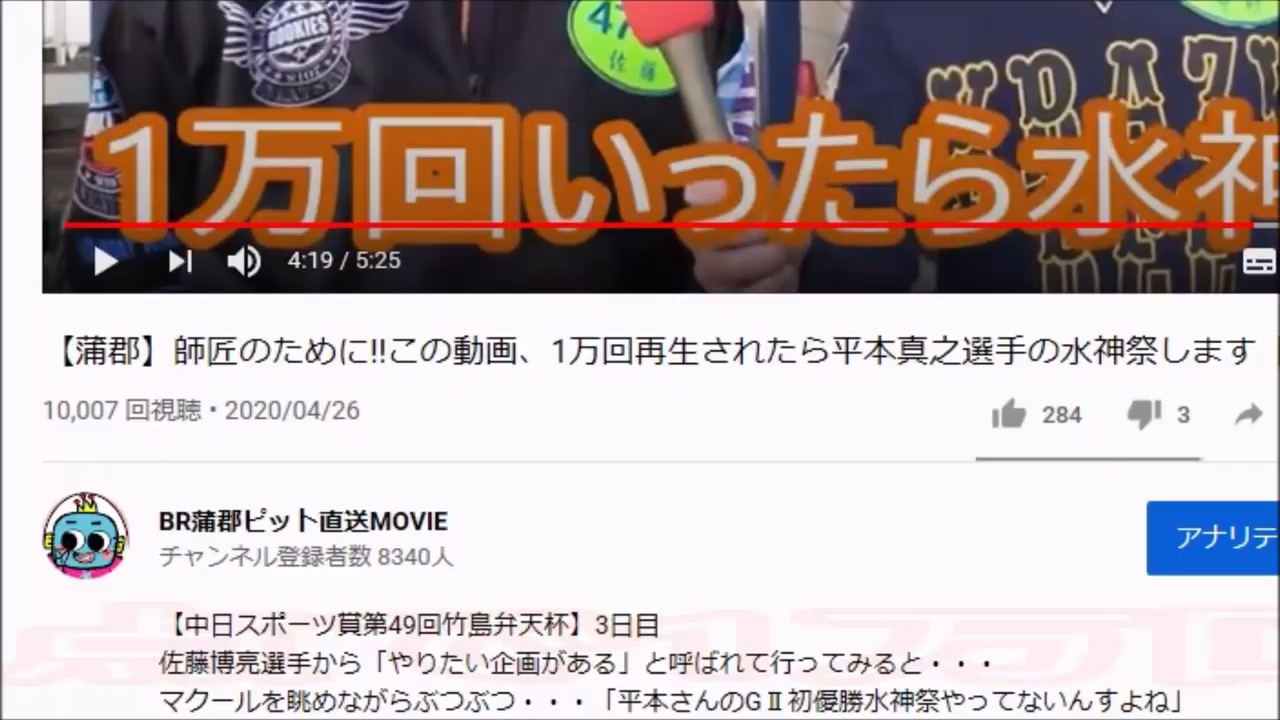 ROOKIES
47
佐藤
1万回いったら水神
4:19 / 5:25
【蒲郡】師匠のために!!この動画、1万回再生されたら平本真之選手の水神祭します
10,007 回視聴・2020/04/26
284
3
BR蒲郡ピット直送MOVIE
チャンネル登録者数 8340人
アナリテ
【中日スポーツ賞第49回竹島弁天杯】3日目
佐藤博亮選手から「やりたい企画がある」と呼ばれて行ってみると・・・
マクールを眺めながらぶつぶつ・・・「平本さんのGⅡ初優勝水神祭やってないんすよね」